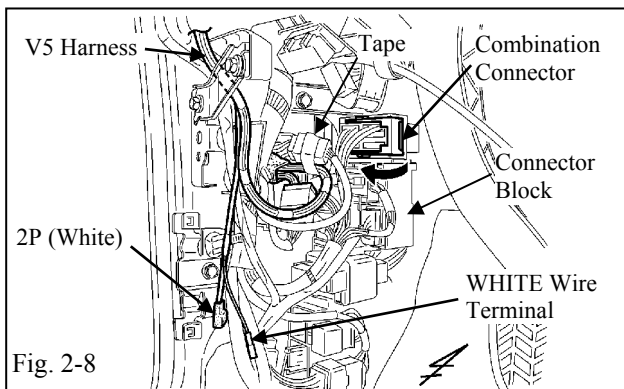 V5 Harness
Tape
Combination
Connector
Connector
Block
2P (White)
WHITE Wire
Terminal
Fig. 2-8